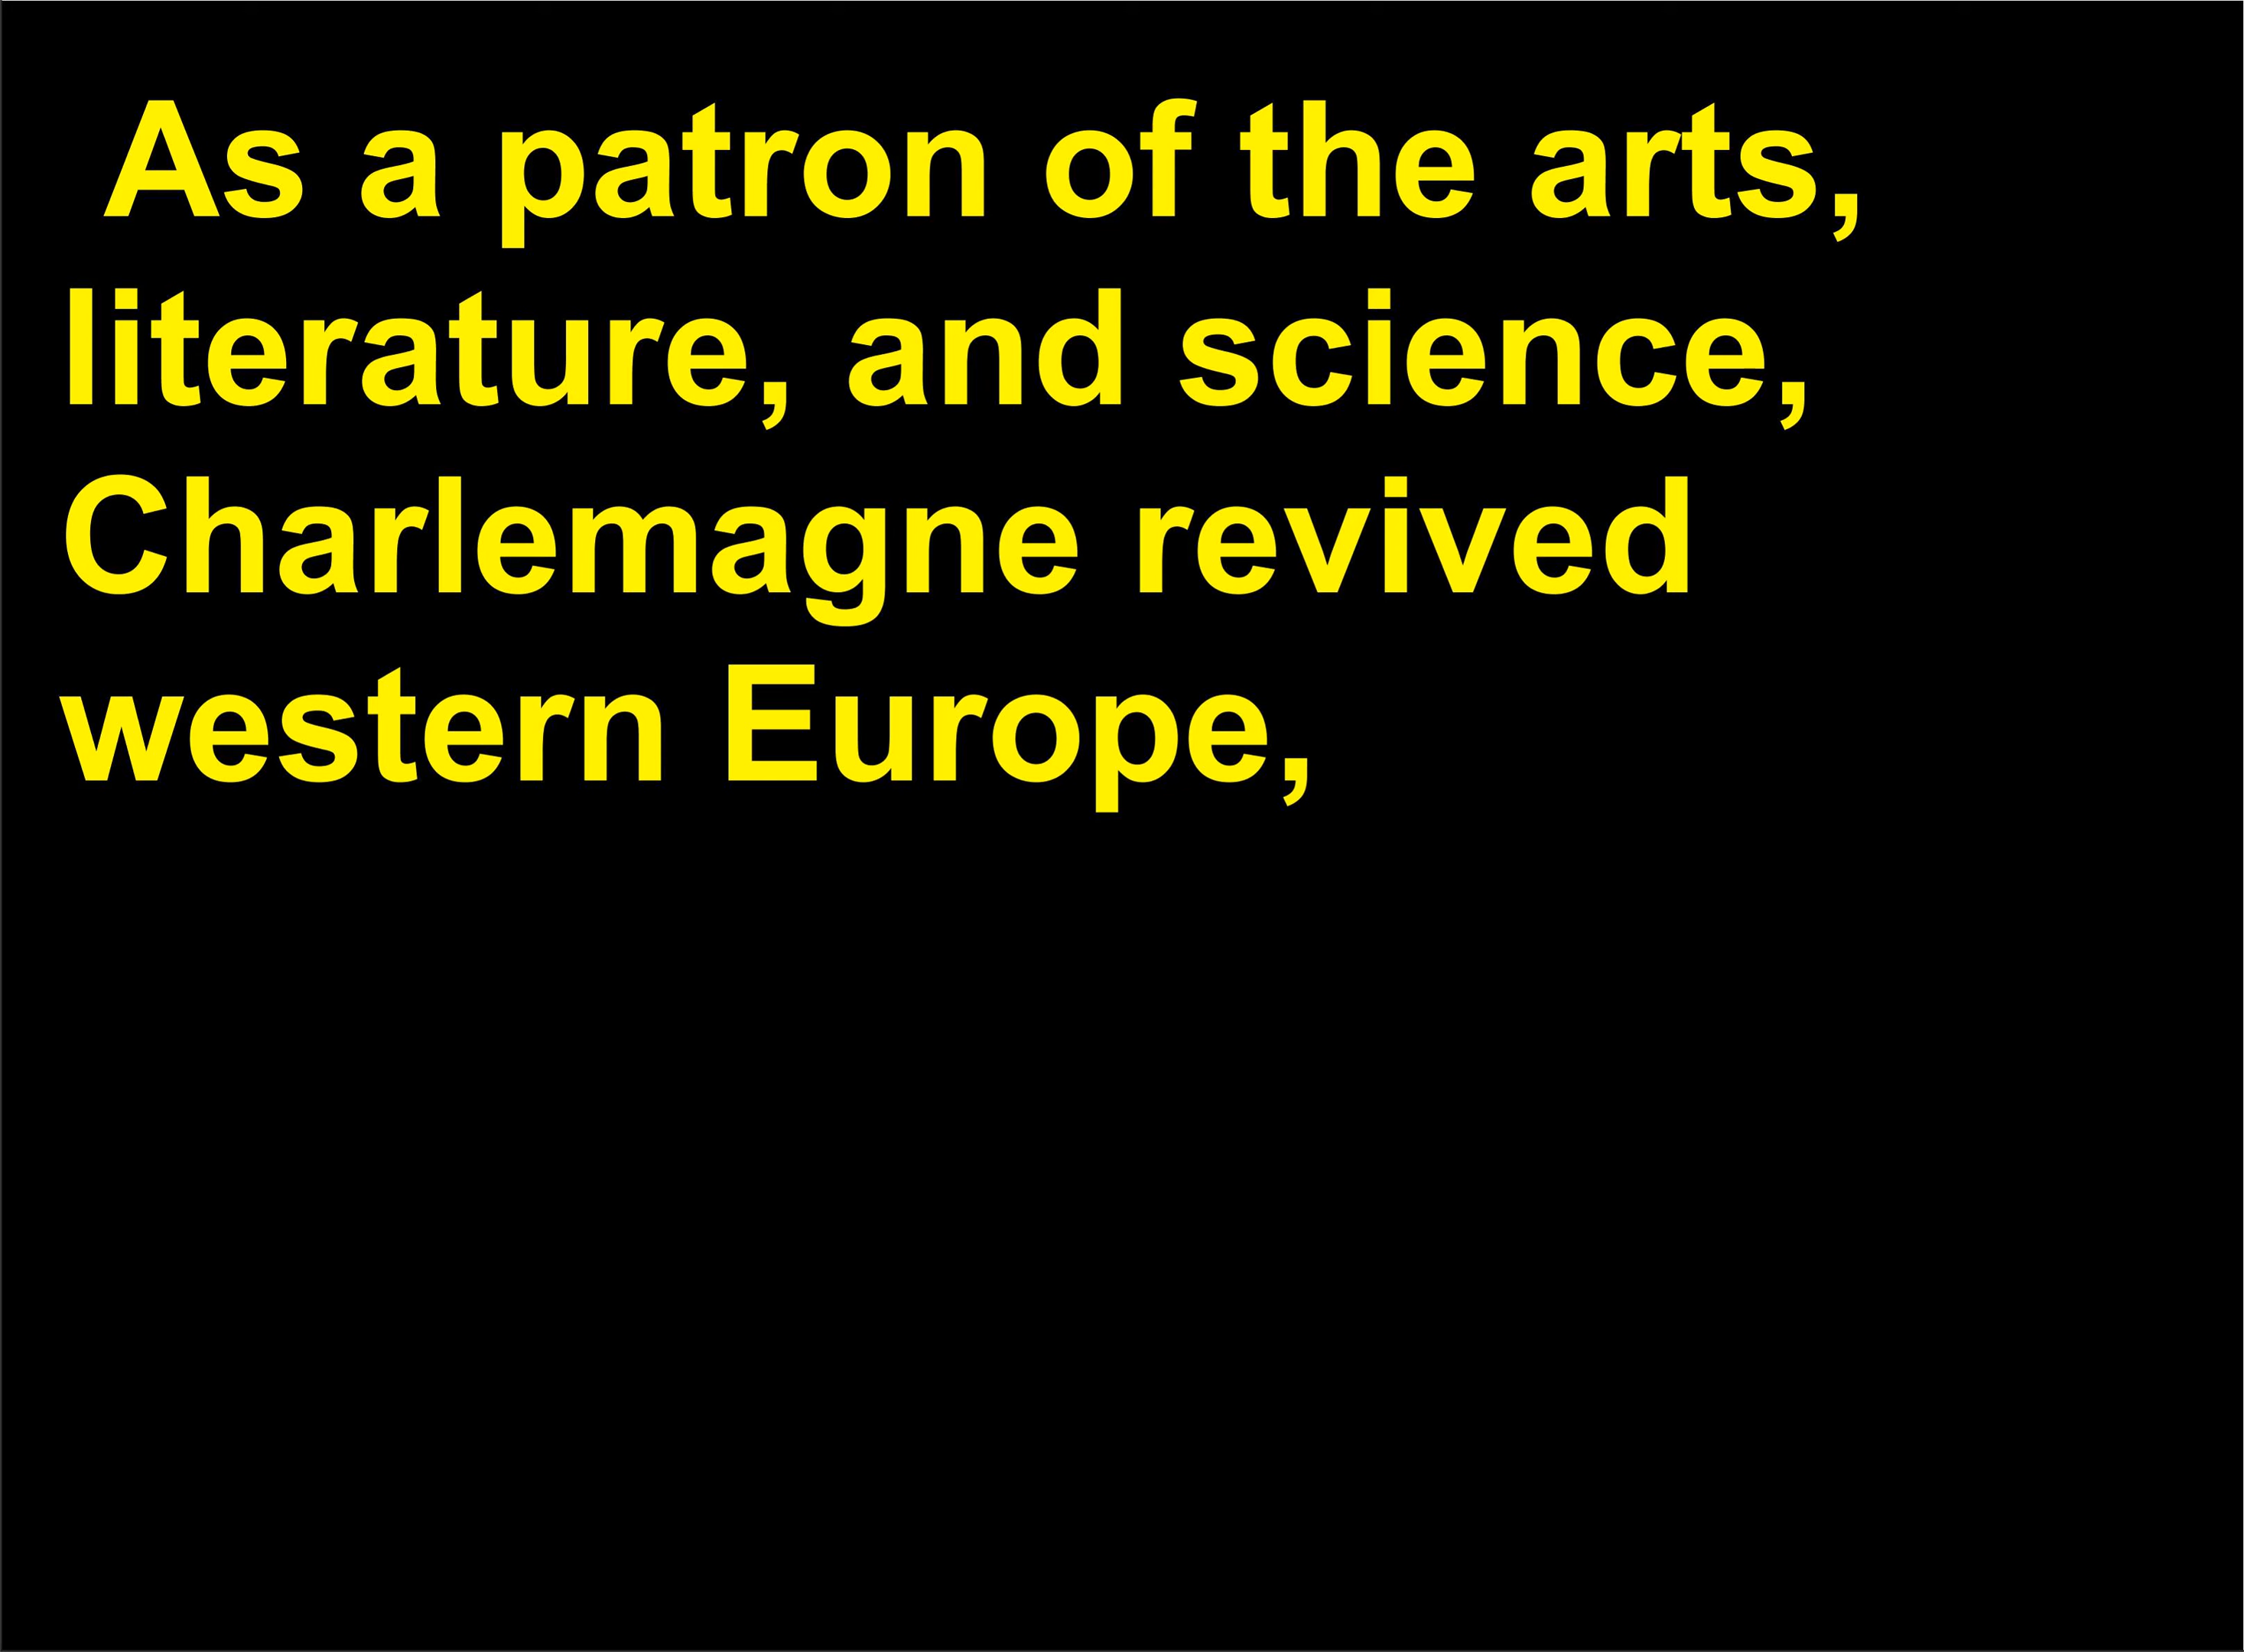 As a patron of the arts,
literature, and science,
Charlemagne revived
western Europe,